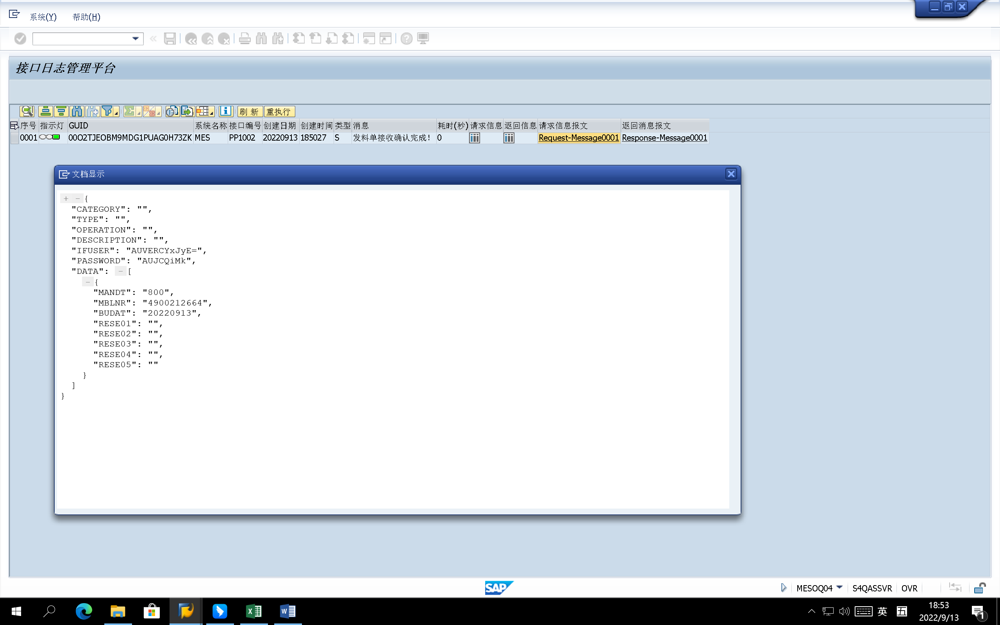 系统(Y) 帮助(H)
接口日志管理平台
刷 新 重执行
序号 指示灯 GUID 系统名称 接口编号 创建日期 创建时间 类型 消息 耗时(秒) 请求信息 返回信息 请求信息报文 返回消息报文
0001 00O2TJEOBM9MDG1PUAG0H73ZK MES PP1002 20220913 185027 S 发料单接收确认完成! 0 Request-Message0001 Response-Message0001
文档显示
+ - {
"CATEGORY": "",
"TYPE": "",
"OPERATION": "",
"DESCRIPTION": "",
"IFUSER": "AUVERCYxJyE=",
"PASSWORD": "AUJCQiMk",
"DATA": - [
- {
"MANDT": "800",
"MBLNR": "4900212664",
"BUDAT": "20220913",
"RESE01": "",
"RESE02": "",
"RESE03": "",
"RESE04": "",
"RESE05": ""
}
]
}
SAP MESOQ04 S4QASSVR OVR
英 五 18:53
2022/9/13 1